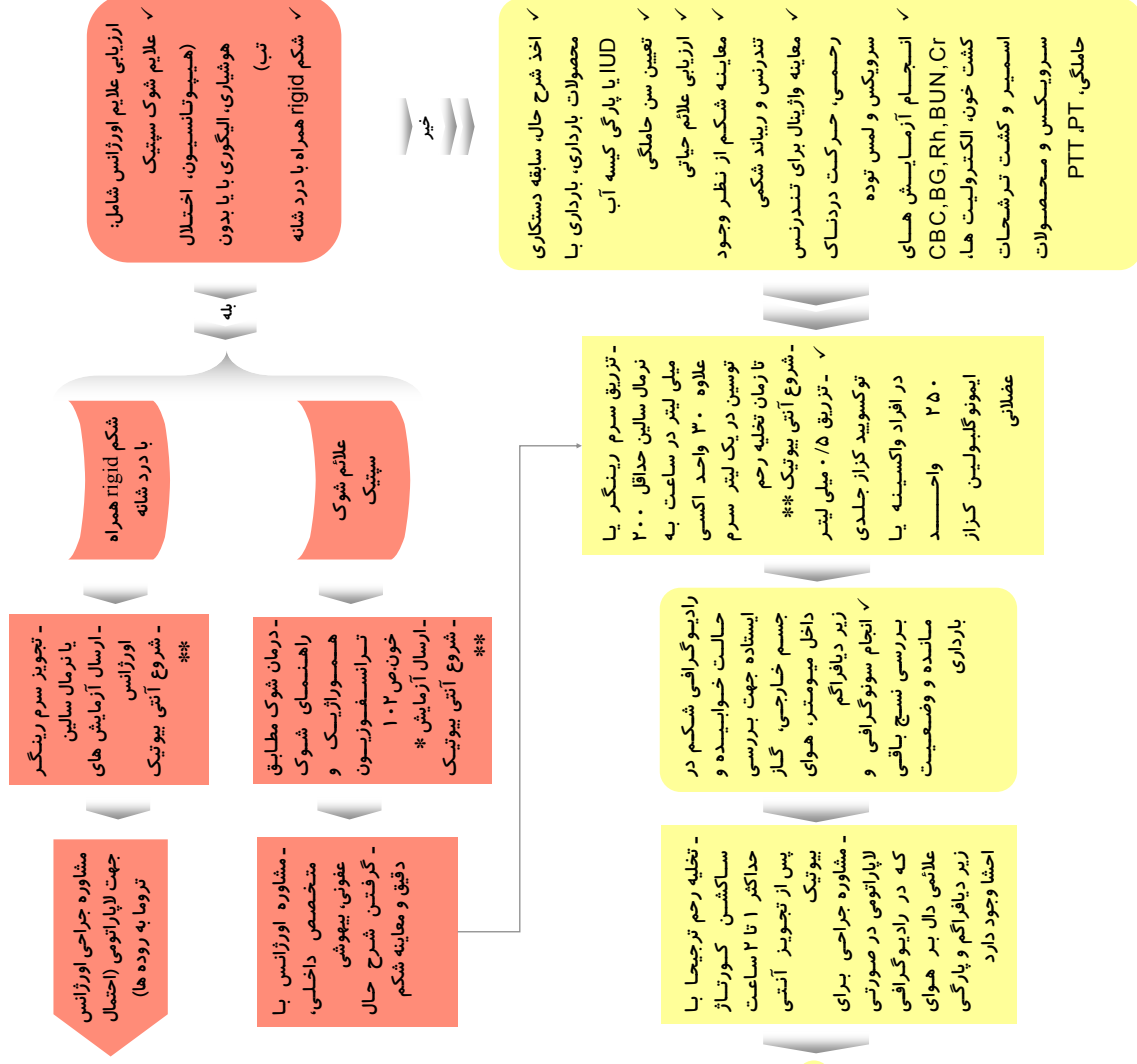 ارزیابی علایم اورژانس شامل:
✓ علایم شوک سپتیک
(هیپوتانسیون، اختلال
هوشیاری، الیگوری با یا بدون
تب)
✓ شکم rigid همراه با درد شانه
خیر
✓ اخذ شرح حال، سابقه دستکاری
محصولات بارداری، بارداری با
IUD یا پارگی کیسه آب
✓ تعیین سن حاملگی
✓ ارزیابی علائم حیاتی
✓ معاینه شکم از نظر وجود
تندرنس و ریباند شکمی
✓ معاینه واژینال برای تندرنس
رحمی، حرکت دردناک
سرویکس و لمس توده
✓ انجام آزمایش های
CBC, BG, Rh, BUN, Cr
کشت خون، الکترولیت ها،
اسمیر و کشت ترشحات
سرویکس و محصولات
حاملگی، PTT ,PT
بله
شکم rigid همراه
با درد شانه
علائم شوک
سپتیک
ـ تجویز سرم رینگر
یا نرمال سالین
ـ ارسال آزمایش های
اورژانس
ـ شروع آنتی بیوتیک
**
ـ درمان شوک مطابق
راهنمای شوک
هموراژیک و
ترانسفوزیون
خون،ص۱۰۲
ـ ارسال آزمایش *
ـ شروع آنتی بیوتیک
**
ـ تزریق سرم رینگر یا
نرمال سالین حداقل ۲۰۰
میلی لیتر در ساعت به
علاوه ۳۰ واحد اکسی
توسین در یک لیتر سرم
تا زمان تخلیه رحم
ـ شروع آنتی بیوتیک **
✓ ـ تزریق ۰/۵ میلی لیتر
توکسویید کزاز جلدی
در افراد واکسینه یا
۲۵۰ واحد
ایمونوگلبولین کزاز
عضلانی
رادیوگرافی شکم در
حالت خوابیده و
ایستاده جهت بررسی
جسم خارجی، گاز
داخل میومتر، هوای
زیر دیافراگم
✓ انجام سونوگرافی و
بررسی نسج باقی
مانده و وضعیت
بارداری
مشاوره جراحی اورژانس
جهت لاپاراتومی (احتمال
تروما به روده ها)
ـ مشاوره اورژانس با
متخصص داخلی،
عفونی، بیهوشی
ـ گرفتن شرح حال
دقیق و معاینه شکم
ـ تخلیه رحم ترجیحا با
ساکشن کورتاژ
حداکثر ۱ تا ۲ ساعت
پس از تجویز آنتی
بیوتیک
ـ مشاوره جراحی برای
لاپاراتومی در صورتی
که در رادیوگرافی
علائمی دال بر هوای
زیر دیافراگم و پارگی
احشا وجود دارد